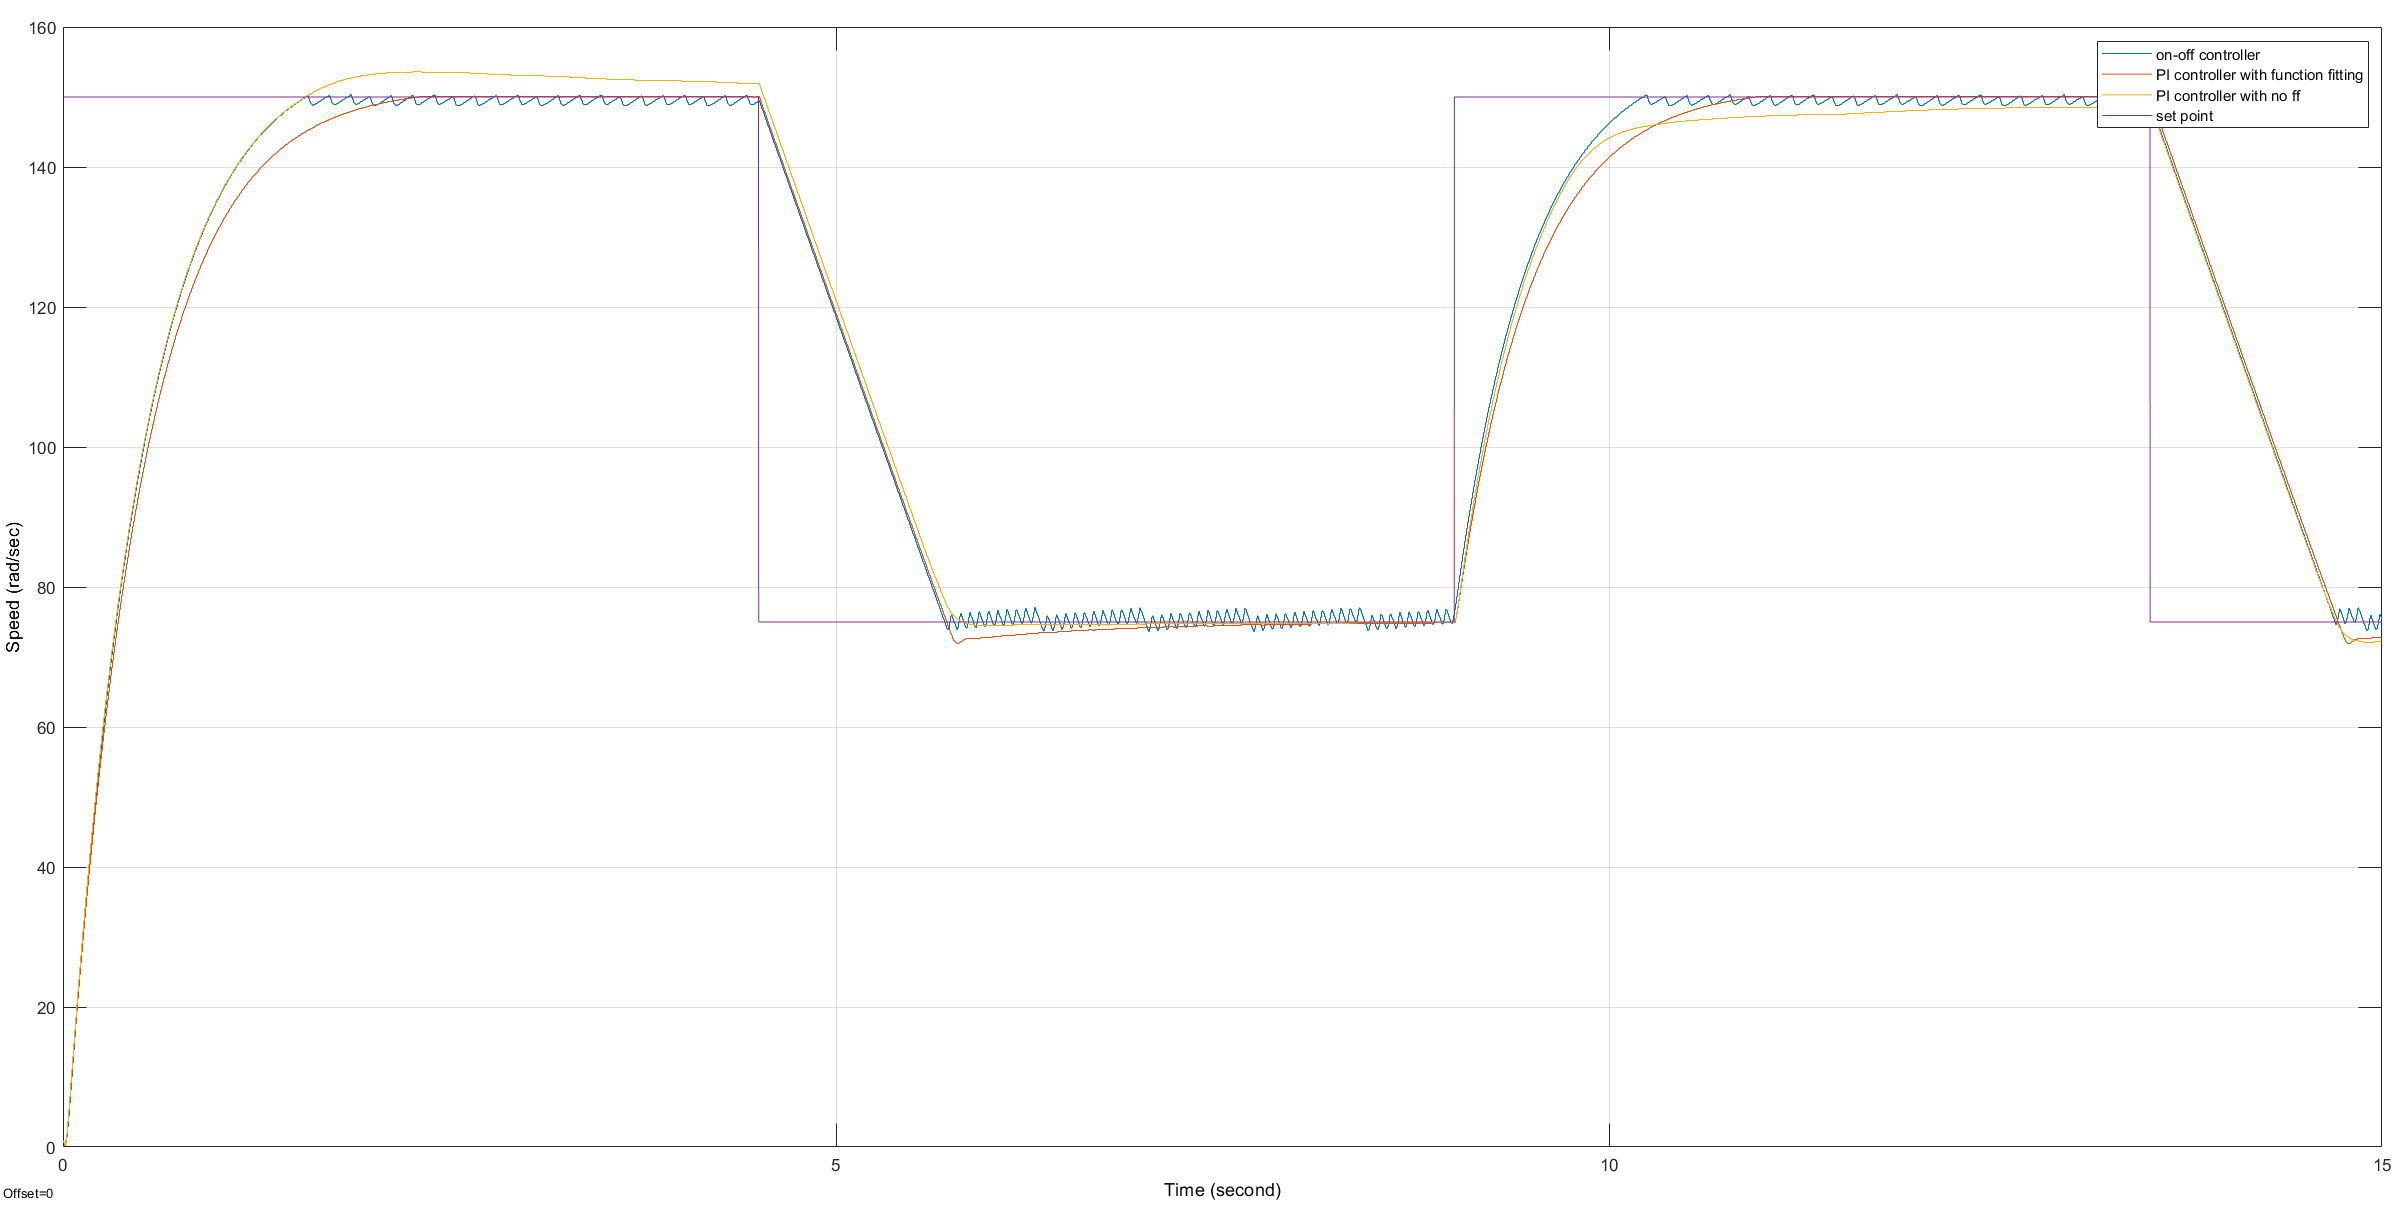 160
140
120
100
80
60
40
20
0
Speed (rad/sec)
on-off controller
PI controller with function fitting
PI controller with no ff
set point
0
5
10
15
Time (second)
Offset=0